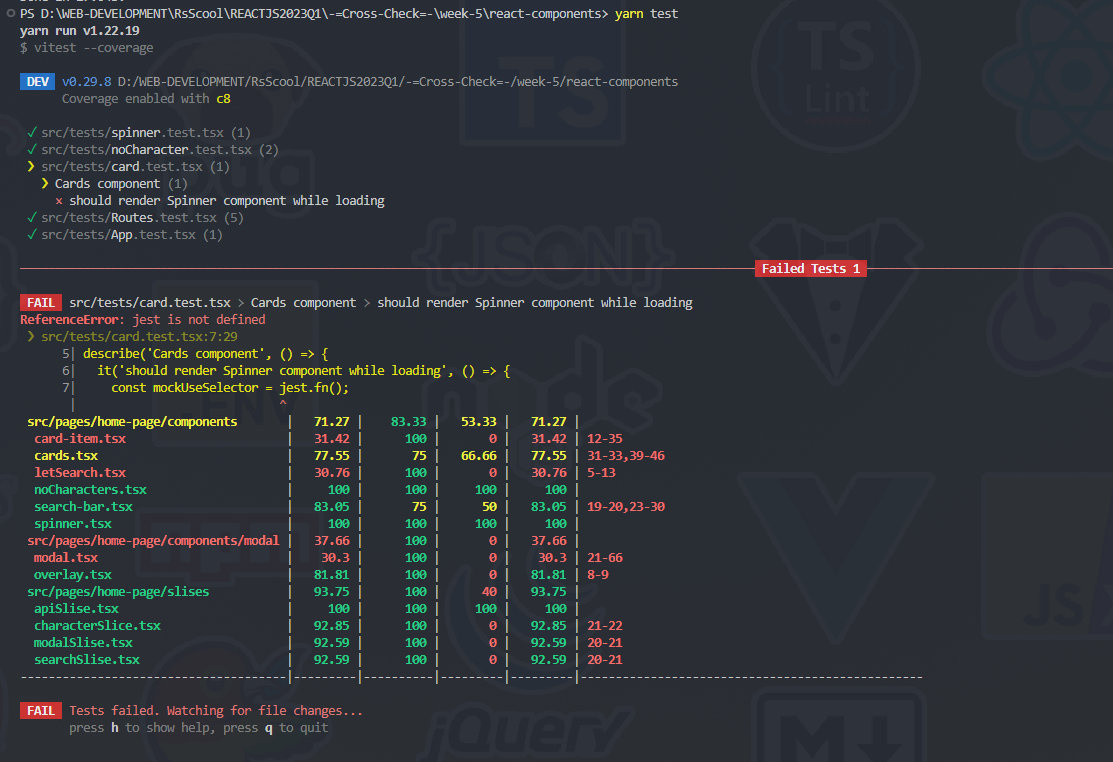 PS D:\WEB-DEVELOPMENT\RsScool\REACTJS2023Q1\-=Cross-Check=-\week-5\react-components> yarn test
yarn run v1.22.19
$ vitest --coverage
DEV v0.29.8 D:/WEB-DEVELOPMENT/RsScool/REACTJS2023Q1/-=Cross-Check=-/week-5/react-components
Coverage enabled with c8
✓ src/tests/spinner.test.tsx (1)
✓ src/tests/noCharacter.test.tsx (2)
❯ src/tests/card.test.tsx (1)
❯ Cards component (1)
× should render Spinner component while loading
✓ src/tests/Routes.test.tsx (5)
✓ src/tests/App.test.tsx (1)
Failed Tests 1
FAIL src/tests/card.test.tsx > Cards component > should render Spinner component while loading
ReferenceError: jest is not defined
❯ src/tests/card.test.tsx:7:29
5| describe('Cards component', () => {
6| it('should render Spinner component while loading', () => {
7| const mockUseSelector = jest.fn();
| ^
src/pages/home-page/components | 71.27 | 83.33 | 53.33 | 71.27 |
card-item.tsx | 31.42 | 100 | 0 | 31.42 | 12-35
cards.tsx | 77.55 | 75 | 66.66 | 77.55 | 31-33,39-46
letSearch.tsx | 30.76 | 100 | 0 | 30.76 | 5-13
noCharacters.tsx | 100 | 100 | 100 | 100 |
search-bar.tsx | 83.05 | 75 | 50 | 83.05 | 19-20,23-30
spinner.tsx | 100 | 100 | 100 | 100 |
src/pages/home-page/components/modal | 37.66 | 100 | 0 | 37.66 |
modal.tsx | 30.3 | 100 | 0 | 30.3 | 21-66
overlay.tsx | 81.81 | 100 | 0 | 81.81 | 8-9
src/pages/home-page/slises | 93.75 | 100 | 40 | 93.75 |
apiSlise.tsx | 100 | 100 | 100 | 100 |
characterSlice.tsx | 92.85 | 100 | 0 | 92.85 | 21-22
modalSlise.tsx | 92.59 | 100 | 0 | 92.59 | 20-21
searchSlise.tsx | 92.59 | 100 | 0 | 92.59 | 20-21
FAIL Tests failed. Watching for file changes...
press h to show help, press q to quit
TS
TS
Lint
{JSON}
.ENV
node
npm
JS
jQuery
M